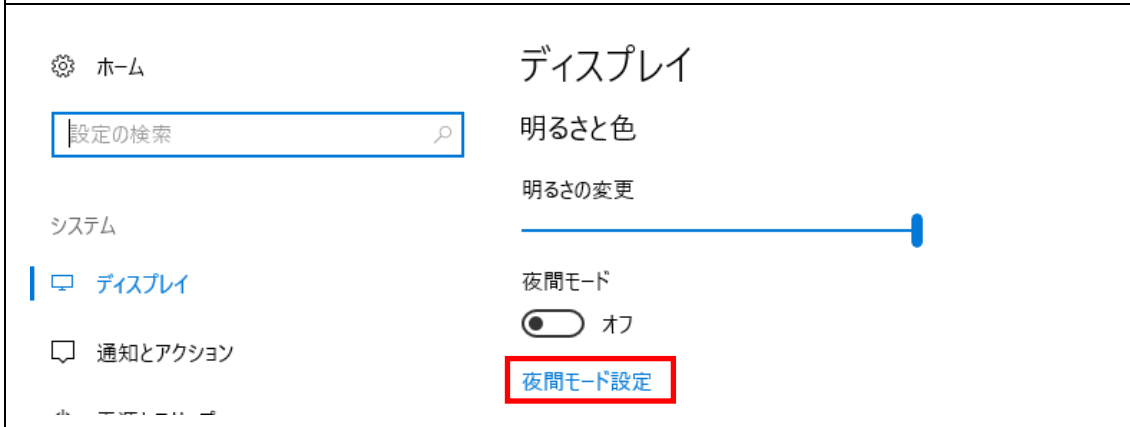 ホーム
設定の検索
システム
ディスプレイ
通知とアクション
ディスプレイ
明るさと色
明るさの変更
夜間モード
オフ
夜間モード設定